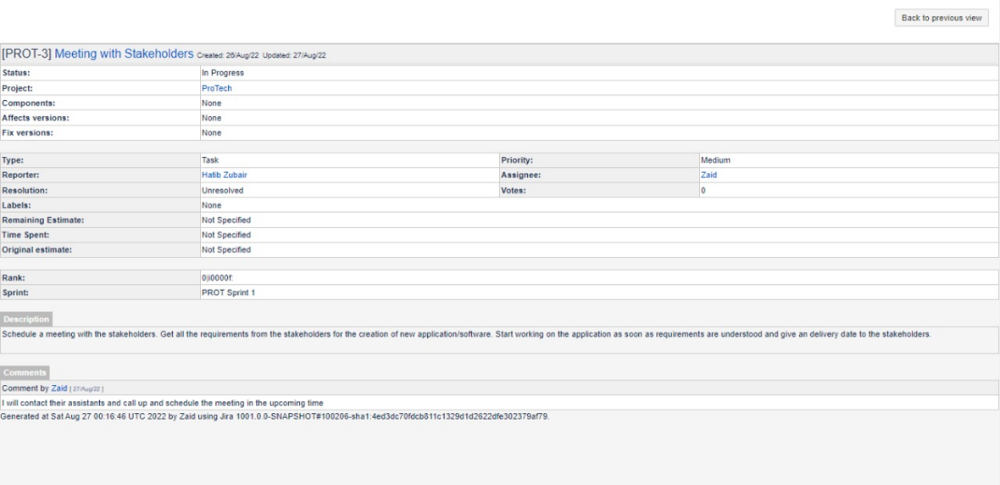 Back to previous view
[PROT-3] Meeting with Stakeholders Created: 26/Aug/22 Updated: 27/Aug/22
Status: In Progress
Project: ProTech
Components: None
Affects versions: None
Fix versions: None
Type: Task Priority: Medium
Reporter: Hatib Zubair Assignee: Zaid
Resolution: Unresolved Votes: 0
Labels: None
Remaining Estimate: Not Specified
Time Spent: Not Specified
Original estimate: Not Specified
Rank: 0|i0000f:
Sprint: PROT Sprint 1
Description
Schedule a meeting with the stakeholders. Get all the requirements from the stakeholders for the creation of new application/software. Start working on the application as soon as requirements are understood and give an delivery date to the stakeholders.
Comments
Comment by Zaid [ 27/Aug/22 ]
I will contact their assistants and call up and schedule the meeting in the upcoming time
Generated at Sat Aug 27 00:16:46 UTC 2022 by Zaid using Jira 1001.0.0-SNAPSHOT#100206-sha1:4ed3dc70fdcb811c1329d1d2622dfe302379af79.